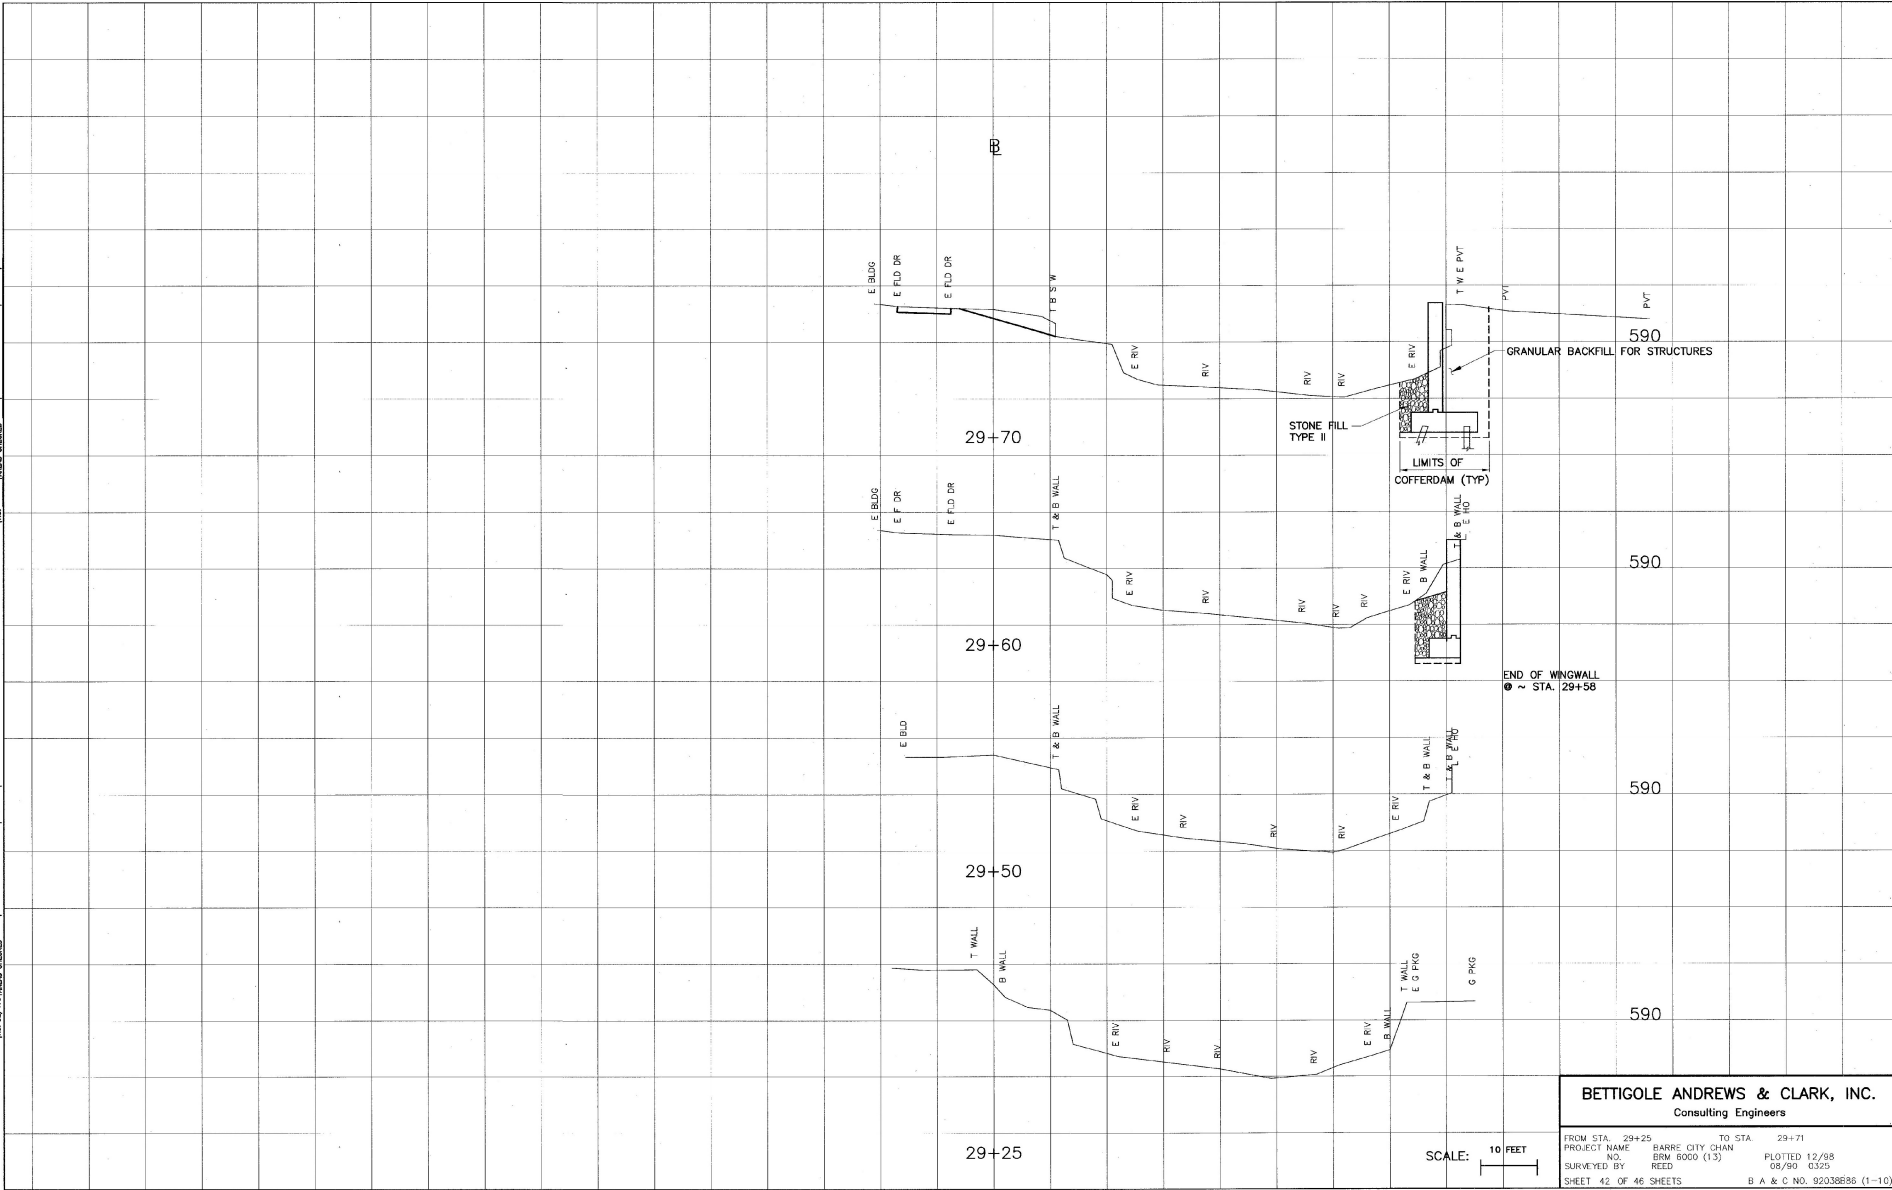 B
L
E BLDG
E FLD DR
E FLD DR
T B S W
E RIV
RIV
RIV
RIV
E RIV
T W E PVT
PVT
PVT
590
GRANULAR BACKFILL FOR STRUCTURES
STONE FILL
TYPE II
29+70
LIMITS OF
COFFERDAM (TYP)
E BLDG
E F DR
E FLD DR
T & B WALL
E RIV
RIV
RIV
RIV
RIV
E RIV
B WALL
T & B WALL
L E HO
590
29+60
END OF WINGWALL
@ ~ STA. 29+58
E BLD
T & B WALL
E RIV
RIV
RIV
RIV
E RIV
T & B WALL
T & B WALL
L E HO
590
29+50
T WALL
B WALL
E RIV
RIV
RIV
RIV
E RIV
B WALL
T WALL
E G PKG
G PKG
590
29+25
SCALE: 10 FEET
BETTIGOLE ANDREWS & CLARK, INC.
Consulting Engineers
FROM STA. 29+25 TO STA. 29+71
PROJECT NAME BARRE CITY CHAN
NO. BRM 6000 (13) PLOTTED 12/98
SURVEYED BY REED 08/90 0325
SHEET 42 OF 46 SHEETS B A & C NO. 92038B86 (1-10)